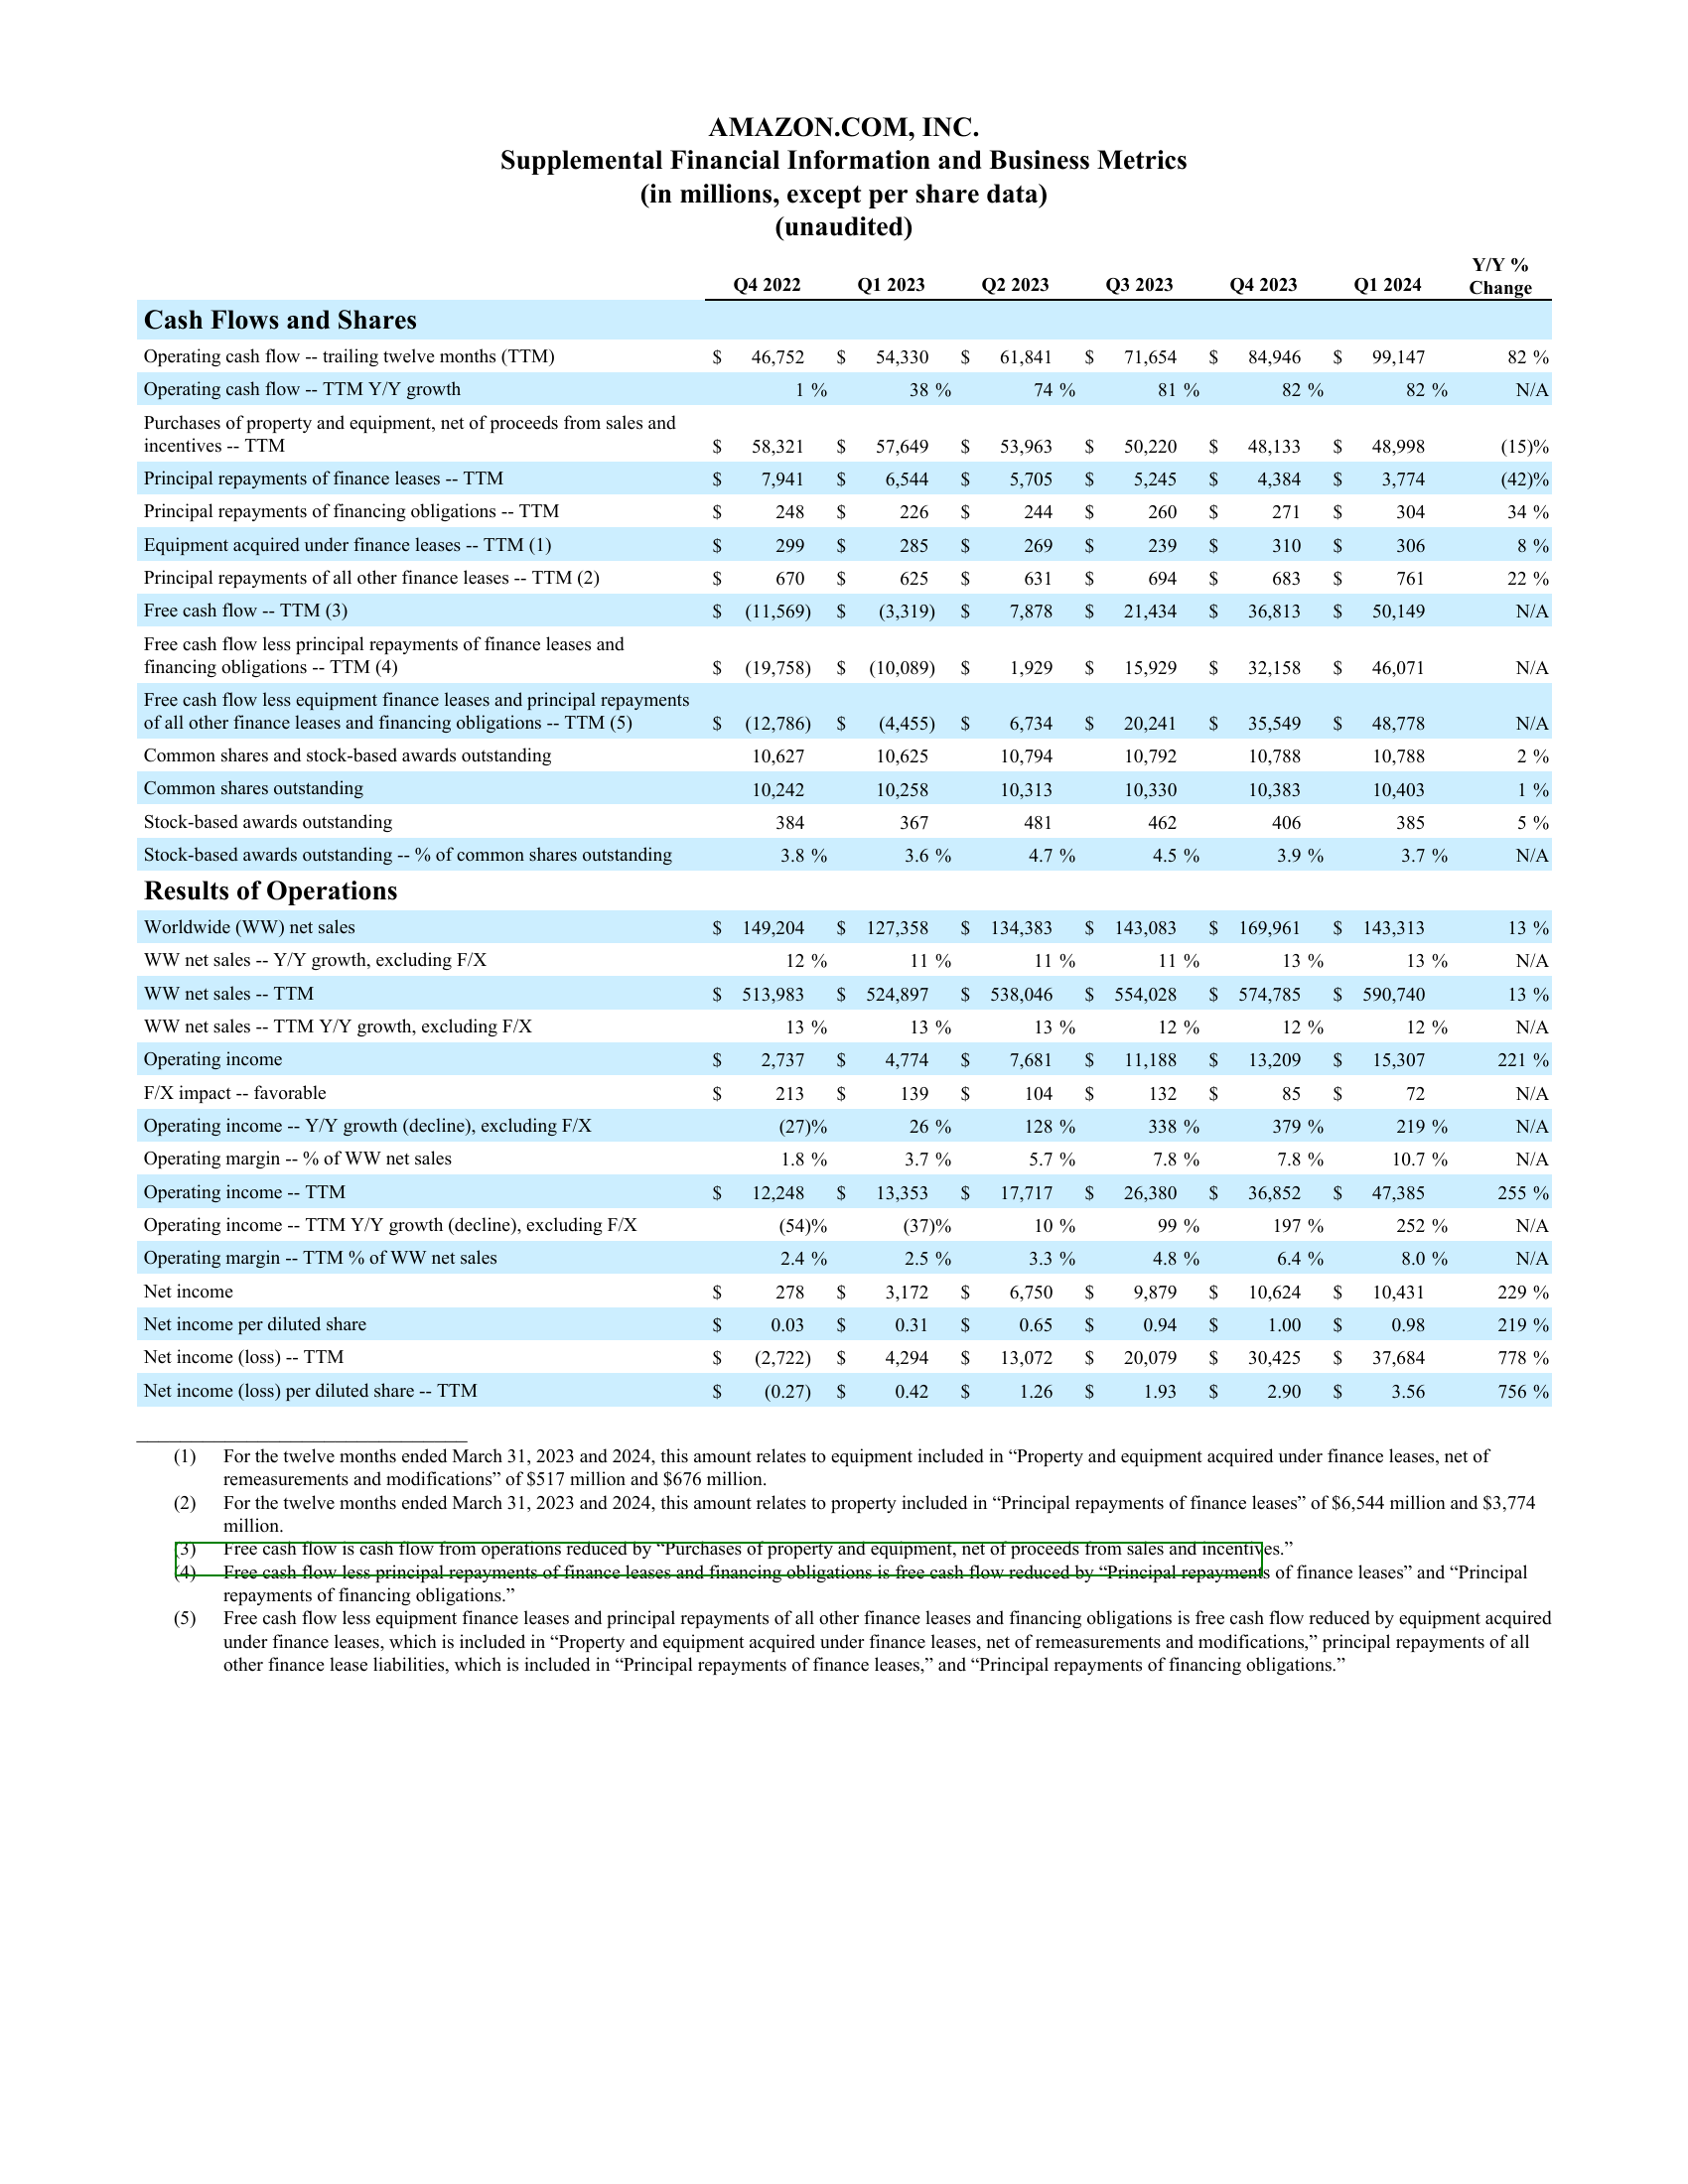 AMAZON.COM, INC.
Supplemental Financial Information and Business Metrics
(in millions, except per share data)
(unaudited)
Q4 2022 Q1 2023 Q2 2023 Q3 2023 Q4 2023 Q1 2024 Y/Y % Change
Cash Flows and Shares
Operating cash flow -- trailing twelve months (TTM) $ 46,752 $ 54,330 $ 61,841 $ 71,654 $ 84,946 $ 99,147 82 %
Operating cash flow -- TTM Y/Y growth 1 % 38 % 74 % 81 % 82 % 82 % N/A
Purchases of property and equipment, net of proceeds from sales and
incentives -- TTM $ 58,321 $ 57,649 $ 53,963 $ 50,220 $ 48,133 $ 48,998 (15)%
Principal repayments of finance leases -- TTM $ 7,941 $ 6,544 $ 5,705 $ 5,245 $ 4,384 $ 3,774 (42)%
Principal repayments of financing obligations -- TTM $ 248 $ 226 $ 244 $ 260 $ 271 $ 304 34 %
Equipment acquired under finance leases -- TTM (1) $ 299 $ 285 $ 269 $ 239 $ 310 $ 306 8 %
Principal repayments of all other finance leases -- TTM (2) $ 670 $ 625 $ 631 $ 694 $ 683 $ 761 22 %
Free cash flow -- TTM (3) $ (11,569) $ (3,319) $ 7,878 $ 21,434 $ 36,813 $ 50,149 N/A
Free cash flow less principal repayments of finance leases and
financing obligations -- TTM (4) $ (19,758) $ (10,089) $ 1,929 $ 15,929 $ 32,158 $ 46,071 N/A
Free cash flow less equipment finance leases and principal repayments
of all other finance leases and financing obligations -- TTM (5) $ (12,786) $ (4,455) $ 6,734 $ 20,241 $ 35,549 $ 48,778 N/A
Common shares and stock-based awards outstanding 10,627 10,625 10,794 10,792 10,788 10,788 2 %
Common shares outstanding 10,242 10,258 10,313 10,330 10,383 10,403 1 %
Stock-based awards outstanding 384 367 481 462 406 385 5 %
Stock-based awards outstanding -- % of common shares outstanding 3.8 % 3.6 % 4.7 % 4.5 % 3.9 % 3.7 % N/A
Results of Operations
Worldwide (WW) net sales $ 149,204 $ 127,358 $ 134,383 $ 143,083 $ 169,961 $ 143,313 13 %
WW net sales -- Y/Y growth, excluding F/X 12 % 11 % 11 % 11 % 13 % 13 % N/A
WW net sales -- TTM $ 513,983 $ 524,897 $ 538,046 $ 554,028 $ 574,785 $ 590,740 13 %
WW net sales -- TTM Y/Y growth, excluding F/X 13 % 13 % 13 % 12 % 12 % 12 % N/A
Operating income $ 2,737 $ 4,774 $ 7,681 $ 11,188 $ 13,209 $ 15,307 221 %
F/X impact -- favorable $ 213 $ 139 $ 104 $ 132 $ 85 $ 72 N/A
Operating income -- Y/Y growth (decline), excluding F/X (27)% 26 % 128 % 338 % 379 % 219 % N/A
Operating margin -- % of WW net sales 1.8 % 3.7 % 5.7 % 7.8 % 7.8 % 10.7 % N/A
Operating income -- TTM $ 12,248 $ 13,353 $ 17,717 $ 26,380 $ 36,852 $ 47,385 255 %
Operating income -- TTM Y/Y growth (decline), excluding F/X (54)% (37)% 10 % 99 % 197 % 252 % N/A
Operating margin -- TTM % of WW net sales 2.4 % 2.5 % 3.3 % 4.8 % 6.4 % 8.0 % N/A
Net income $ 278 $ 3,172 $ 6,750 $ 9,879 $ 10,624 $ 10,431 229 %
Net income per diluted share $ 0.03 $ 0.31 $ 0.65 $ 0.94 $ 1.00 $ 0.98 219 %
Net income (loss) -- TTM $ (2,722) $ 4,294 $ 13,072 $ 20,079 $ 30,425 $ 37,684 778 %
Net income (loss) per diluted share -- TTM $ (0.27) $ 0.42 $ 1.26 $ 1.93 $ 2.90 $ 3.56 756 %
(1) For the twelve months ended March 31, 2023 and 2024, this amount relates to equipment included in “Property and equipment acquired under finance leases, net of
remeasurements and modifications” of $517 million and $676 million.
(2) For the twelve months ended March 31, 2023 and 2024, this amount relates to property included in “Principal repayments of finance leases” of $6,544 million and $3,774
million.
(3) Free cash flow is cash flow from operations reduced by “Purchases of property and equipment, net of proceeds from sales and incentives.”
(4) Free cash flow less principal repayments of finance leases and financing obligations is free cash flow reduced by “Principal repayments of finance leases” and “Principal
repayments of financing obligations.”
(5) Free cash flow less equipment finance leases and principal repayments of all other finance leases and financing obligations is free cash flow reduced by equipment acquired
under finance leases, which is included in “Property and equipment acquired under finance leases, net of remeasurements and modifications,” principal repayments of all
other finance lease liabilities, which is included in “Principal repayments of finance leases,” and “Principal repayments of financing obligations.”